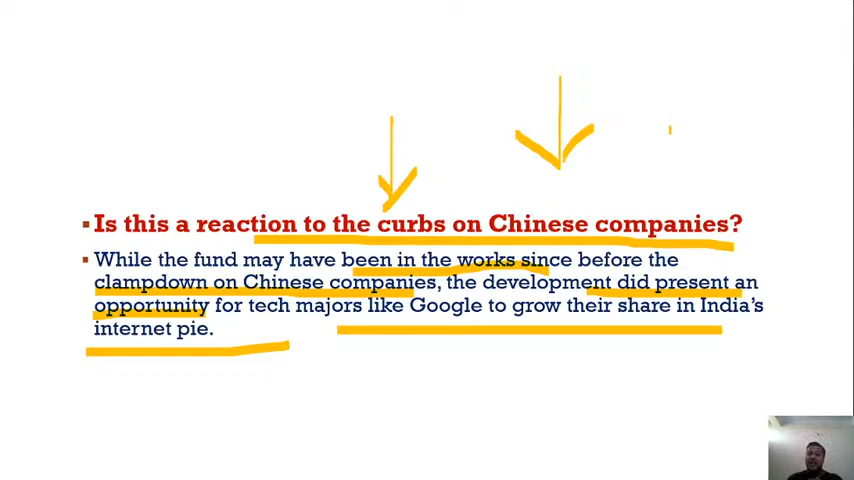 Is this a reaction to the curbs on Chinese companies?
While the fund may have been in the works since before the
clampdown on Chinese companies, the development did present an
opportunity for tech majors like Google to grow their share in India's
internet pie.